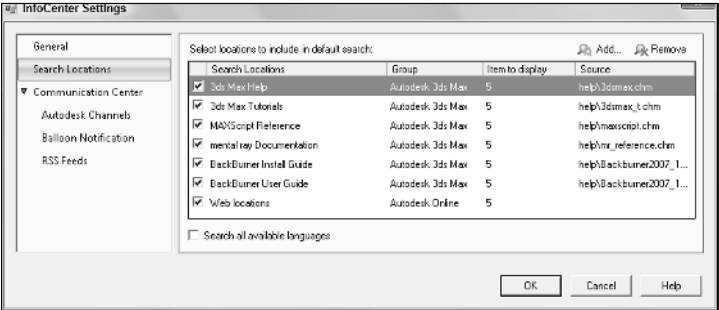 InfoCenter Settings
General
Search Locations
Communication Center
Autodesk Channels
Balloon Notification
RSS Feeds
Select locations to include in default search:
Add... Remove
Search Locations Group Item to display Source
3ds Max Help Autodesk 3ds Max 5 help\3dsmax.chm
3ds Max Tutorials Autodesk 3ds Max 5 help\3dsmax_t.chm
MAXScript Reference Autodesk 3ds Max 5 help\maxscript.chm
mental ray Documentation Autodesk 3ds Max 5 help\mr_reference.chm
BackBurner Install Guide Autodesk 3ds Max 5 help\Backburner2007_1...
BackBurner User Guide Autodesk 3ds Max 5 help\Backburner2007_1...
Web locations Autodesk Online 5
Search all available languages
OK Cancel Help